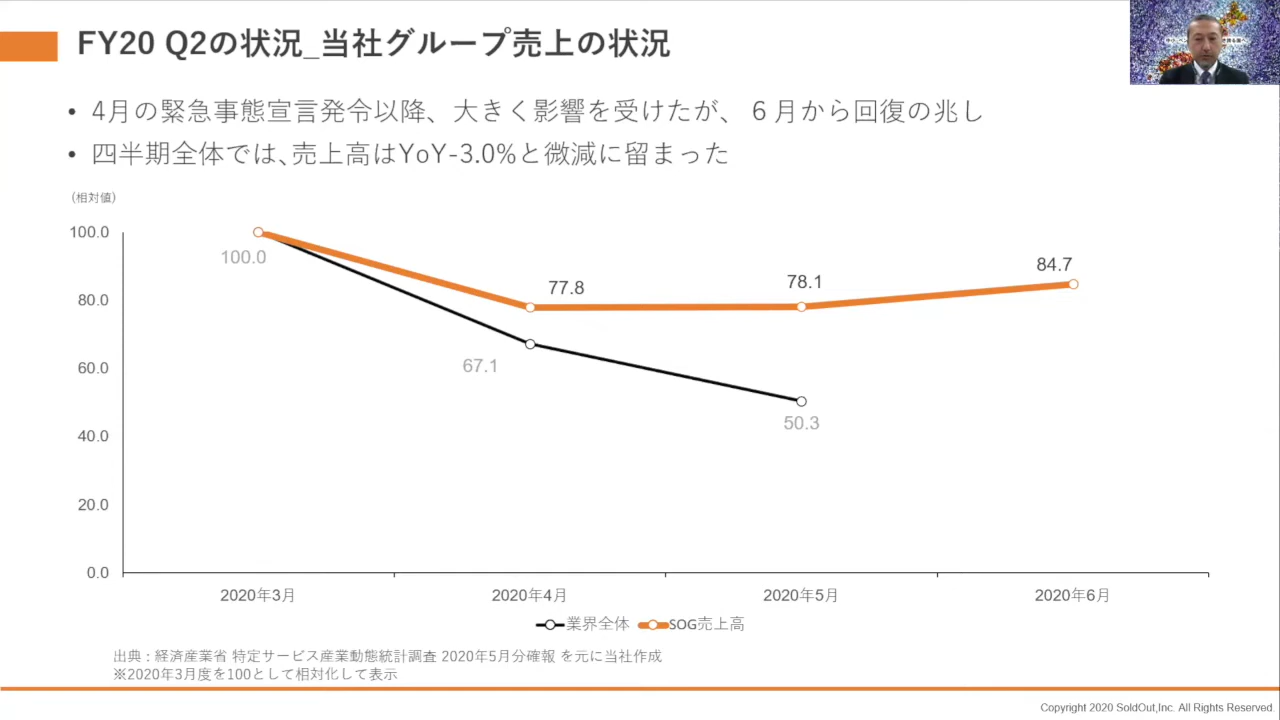 FY20 Q2の状況_当社グループ売上の状況
• 4月の緊急事態宣言発令以降、大きく影響を受けたが、６月から回復の兆し
• 四半期全体では、売上高はYoY-3.0%と微減に留まった
（相対値）
100.0
80.0
60.0
40.0
20.0
0.0
100.0
77.8
78.1
84.7
67.1
50.3
2020年3月 2020年4月 2020年5月 2020年6月
業界全体 SOG売上高
出典：経済産業省 特定サービス産業動態統計調査 2020年5月分確報 を元に当社作成
※2020年3月度を100として相対化して表示
Copyright 2020 SoldOut,Inc. All Rights Reserved.